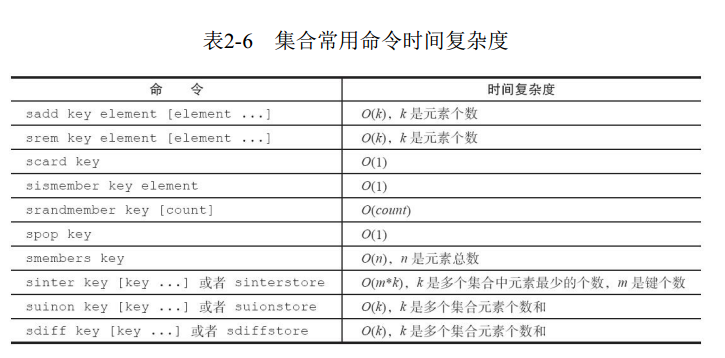 表2-6 集合常用命令时间复杂度
命 令 时间复杂度
sadd key element [element ...] O(k)，k 是元素个数
srem key element [element ...] O(k)，k 是元素个数
scard key O(1)
sismember key element O(1)
srandmember key [count] O(count)
spop key O(1)
smembers key O(n)，n 是元素总数
sinter key [key ...] 或者 sinterstore O(m*k)，k 是多个集合中元素最少的个数，m 是键个数
suinon key [key ...] 或者 suionstore O(k)，k 是多个集合元素个数和
sdiff key [key ...] 或者 sdiffstore O(k)，k 是多个集合元素个数和